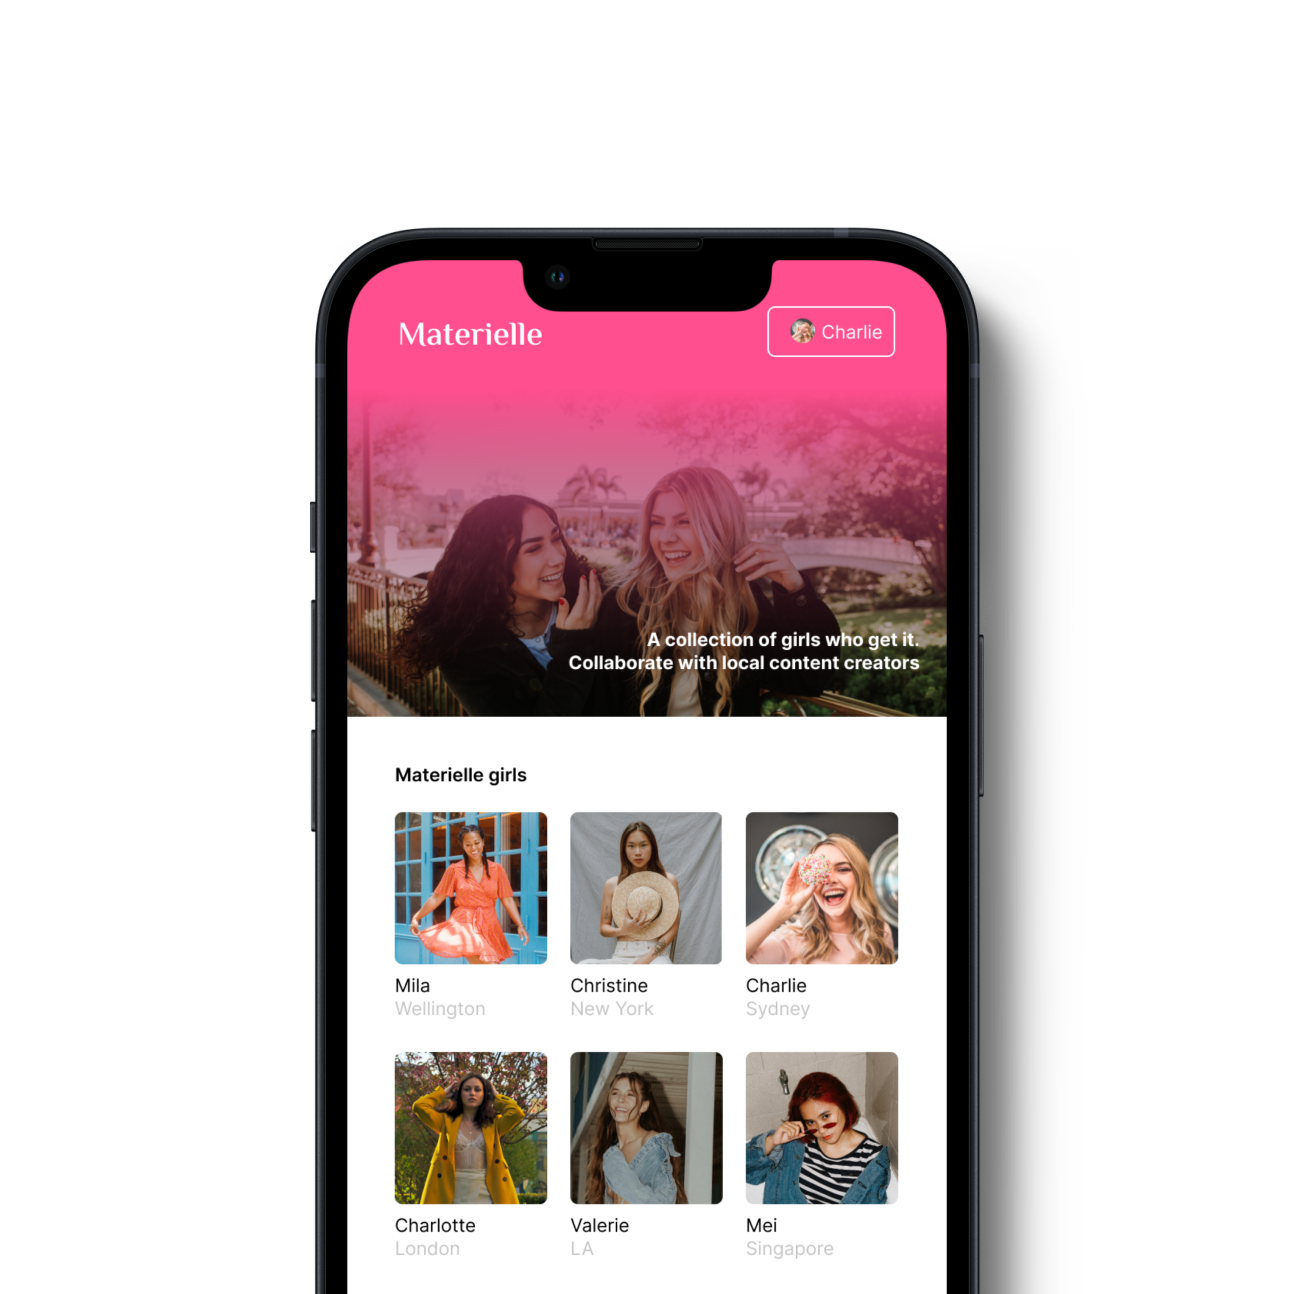 Materielle
Charlie
A collection of girls who get it.
Collaborate with local content creators
Materielle girls
Mila
Wellington
Christine
New York
Charlie
Sydney
Charlotte
London
Valerie
LA
Mei
Singapore